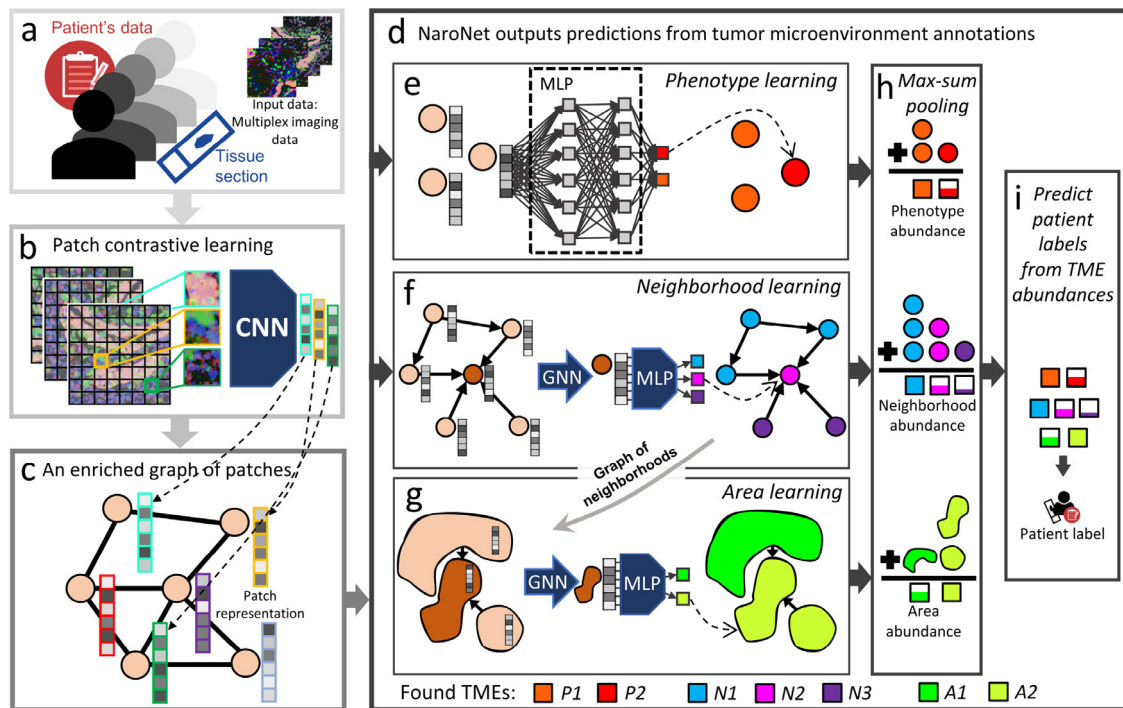 a
Patient's data
Input data:
Multiplex imaging
data
Tissue
section
b
Patch contrastive learning
CNN
c
An enriched graph of patches
Patch
representation
d
NaroNet outputs predictions from tumor microenvironment annotations
e
MLP
Phenotype learning
f
Neighborhood learning
GNN
MLP
Graph of
neighborhoods
g
Area learning
GNN
MLP
h
Max-sum
pooling
Phenotype
abundance
Neighborhood
abundance
Area
abundance
i
Predict
patient
labels
from TME
abundances
Patient label
Found TMEs: P1 P2 N1 N2 N3 A1 A2